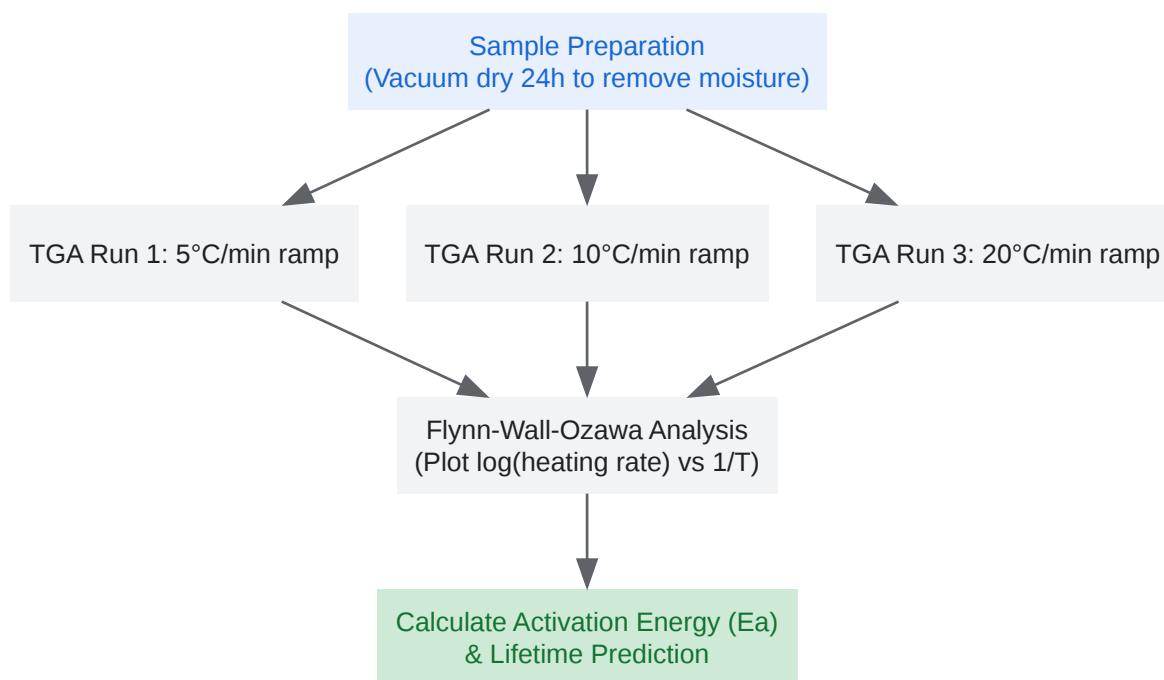 Sample Preparation
(Vacuum dry 24h to remove moisture)
TGA Run 1: 5°C/min ramp
TGA Run 2: 10°C/min ramp
TGA Run 3: 20°C/min ramp
Flynn-Wall-Ozawa Analysis
(Plot log(heating rate) vs 1/T)
Calculate Activation Energy (Ea)
& Lifetime Prediction